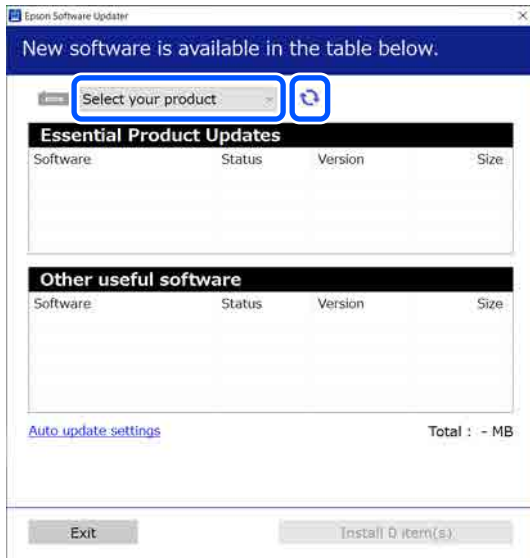 Epson Software Updater
New software is available in the table below.
Select your product
Essential Product Updates
Software Status Version Size
Other useful software
Software Status Version Size
Auto update settings Total : - MB
Exit Install 0 item(s)